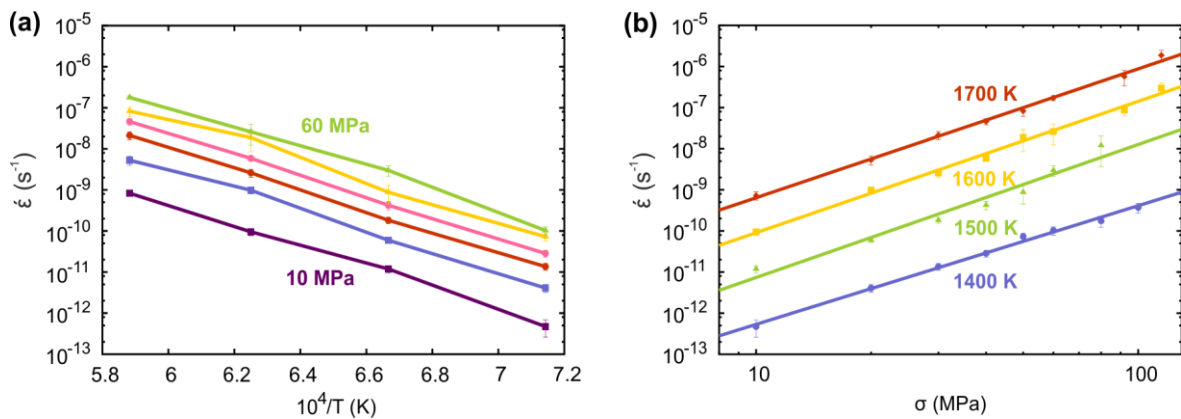 (a)
10⁻⁵
10⁻⁶
10⁻⁷
10⁻⁸
10⁻⁹
10⁻¹⁰
10⁻¹¹
10⁻¹²
10⁻¹³
έ (s⁻¹)
60 MPa
10 MPa
5.8 6 6.2 6.4 6.6 6.8 7 7.2
10⁴/T (K)
(b)
10⁻⁵
10⁻⁶
10⁻⁷
10⁻⁸
10⁻⁹
10⁻¹⁰
10⁻¹¹
10⁻¹²
10⁻¹³
έ (s⁻¹)
1700 K
1600 K
1500 K
1400 K
10 100
σ (MPa)